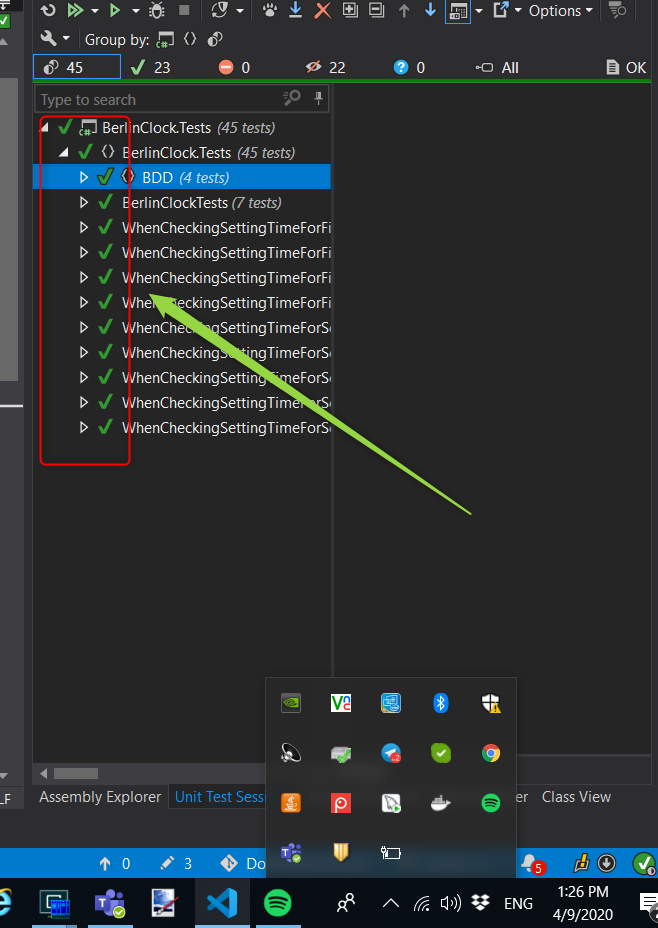 Options
Group by:
45 23 0 22 0 All OK
Type to search
BerlinClock.Tests (45 tests)
BerlinClock.Tests (45 tests)
BDD (4 tests)
BerlinClockTests (7 tests)
WhenCheckingSettingTimeForFi
WhenCheckingSettingTimeForFi
WhenCheckingSettingTimeForFi
WhenCheckingSettingTimeForFi
WhenCheckingSettingTimeForSe
WhenCheckingSettingTimeForSe
WhenCheckingSettingTimeForSe
WhenCheckingSettingTimeForSe
WhenCheckingSettingTimeForSe
LF Assembly Explorer Unit Test Sess er Class View
0 3 Do 5
ENG 1:26 PM
4/9/2020